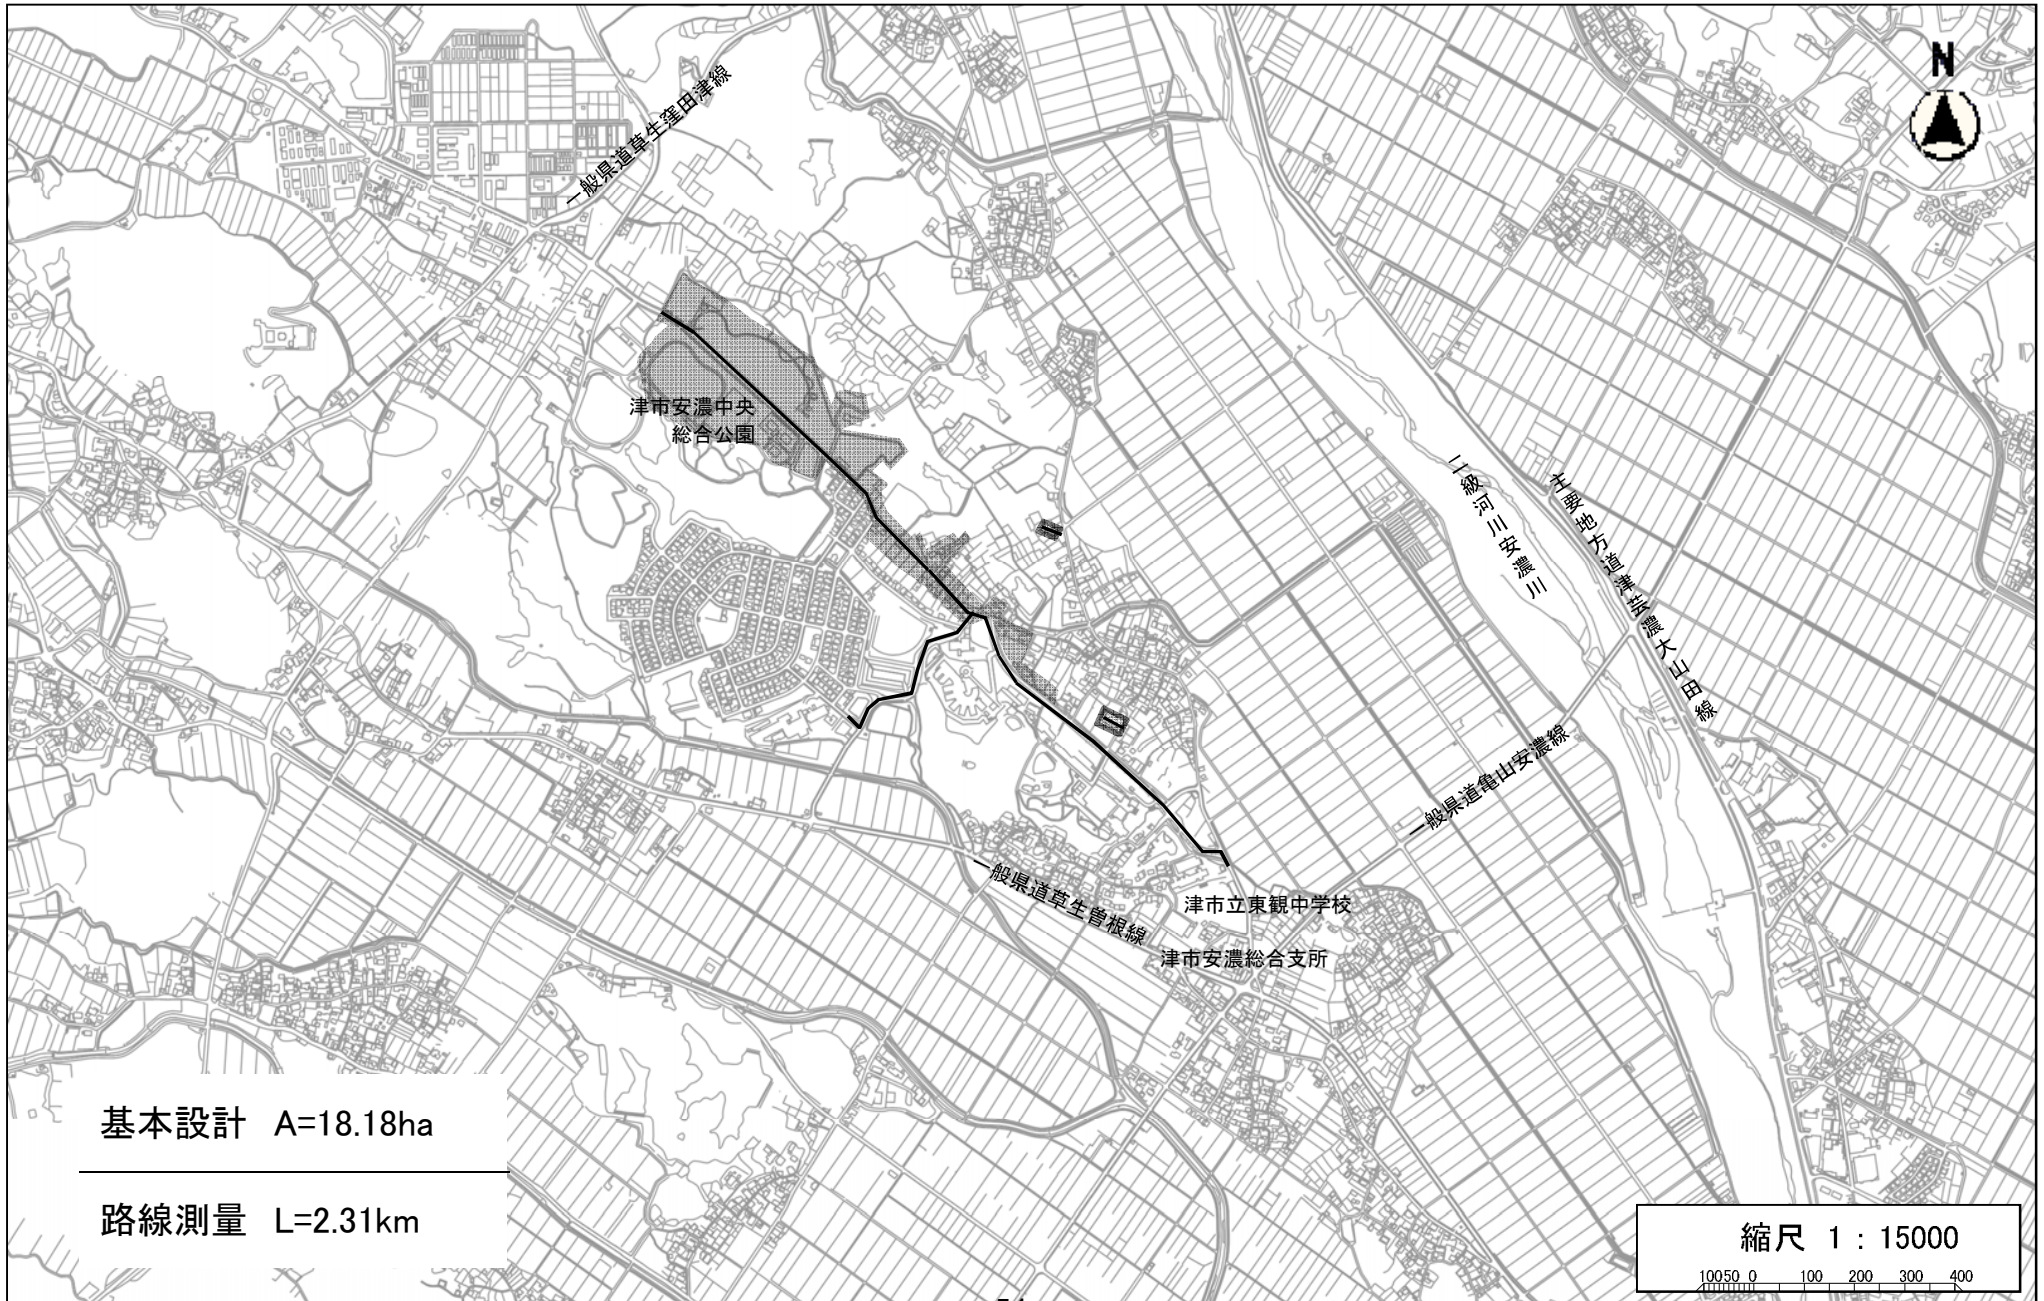 N
一般県道草生窪田津線
津市安濃中央
総合公園
二級河川安濃川
主要地方道津芸濃大山田線
一般県道亀山安濃線
一般県道草生曽根線
津市立東観中学校
津市安濃総合支所
基本設計 A=18.18ha
路線測量 L=2.31km
縮尺 1：15000
10050 0 100 200 300 400